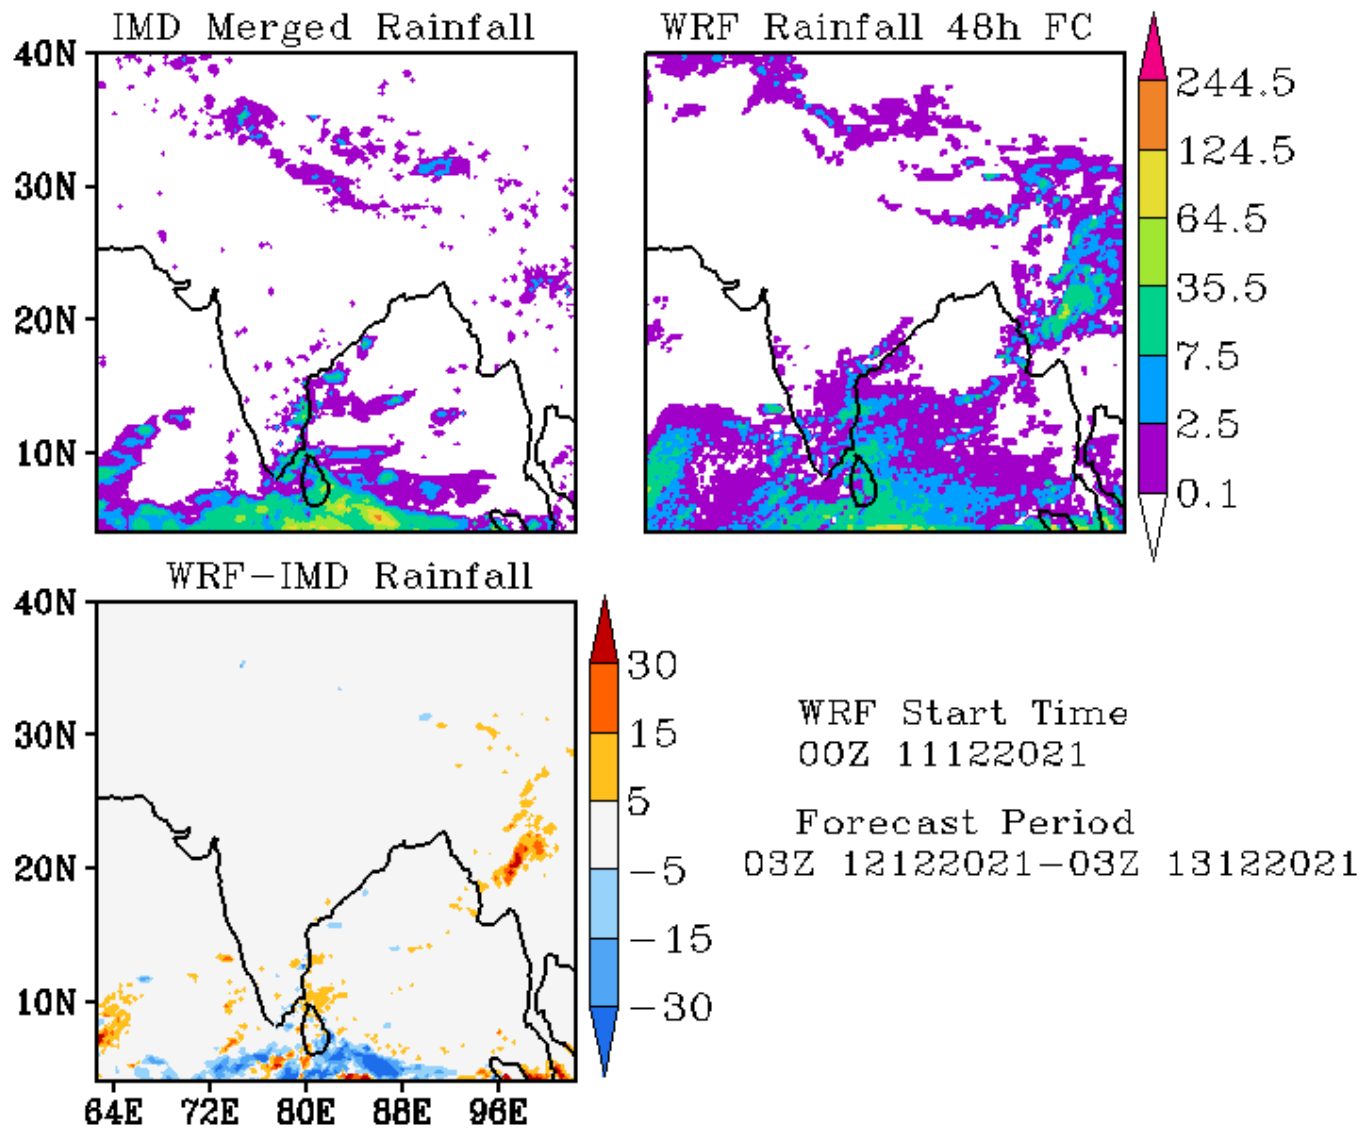 IMD Merged Rainfall
WRF Rainfall 48h FC
40N
30N
20N
10N
244.5
124.5
64.5
35.5
7.5
2.5
0.1
WRF-IMD Rainfall
40N
30N
20N
10N
64E 72E 80E 88E 96E
30
15
5
-5
-15
-30
WRF Start Time
00Z 11122021
Forecast Period
03Z 12122021-03Z 13122021